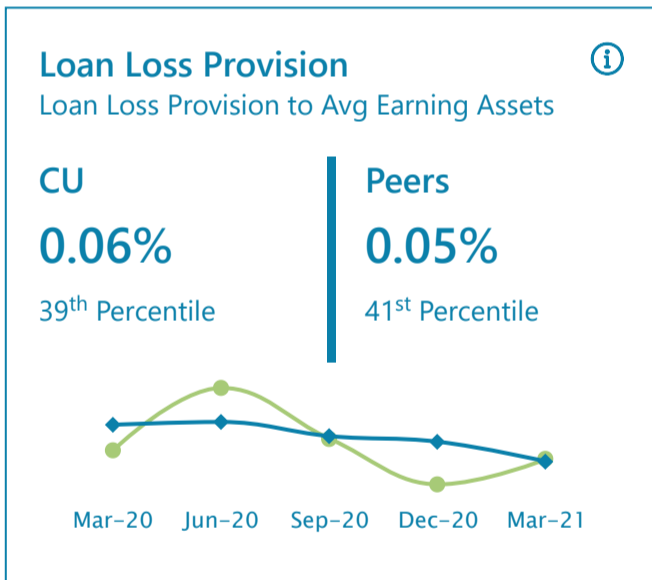 Loan Loss Provision
Loan Loss Provision to Avg Earning Assets
CU
0.06%
39th Percentile
Peers
0.05%
41st Percentile
Mar-20 Jun-20 Sep-20 Dec-20 Mar-21